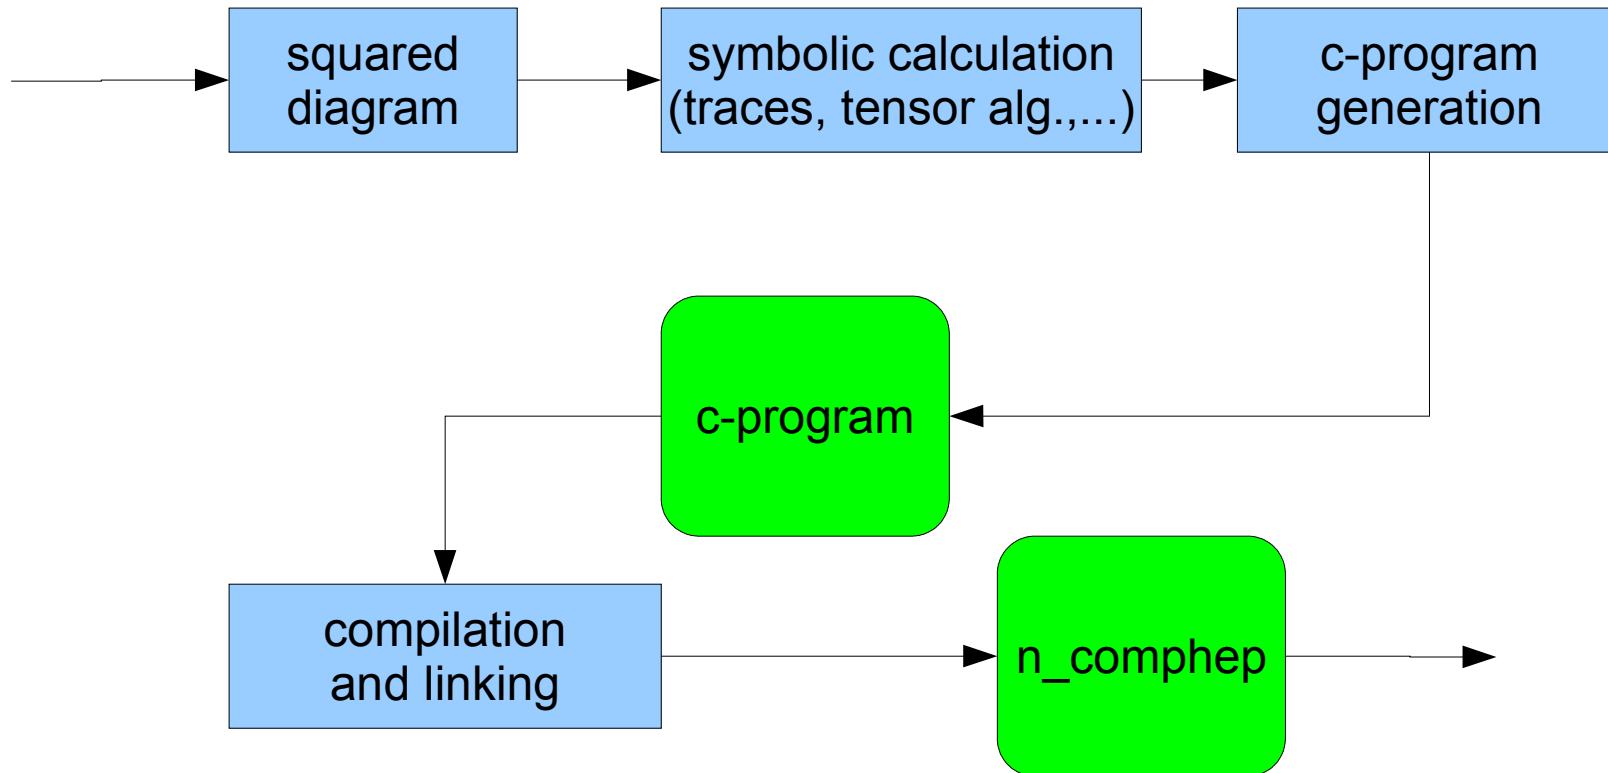 squared
diagram
symbolic calculation
(traces, tensor alg.,...)
c-program
generation
c-program
compilation
and linking
n_comphep